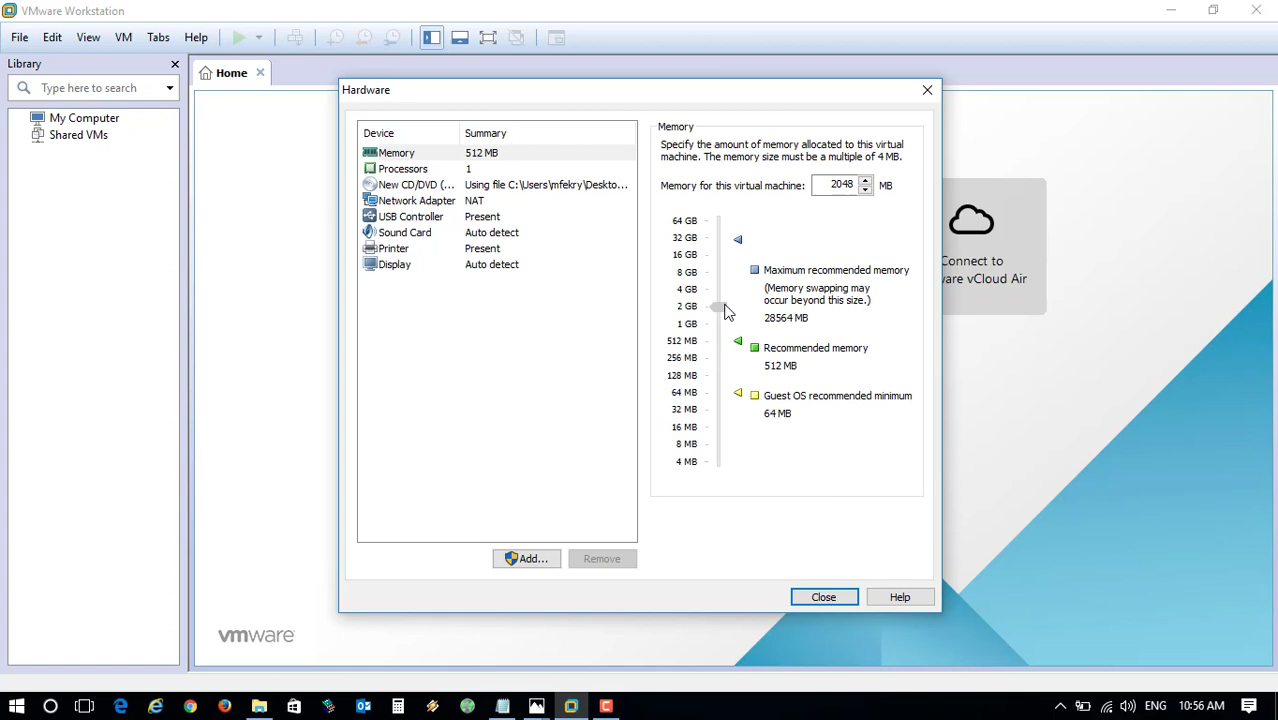 VMware Workstation
File Edit View VM Tabs Help
Library
Type here to search
My Computer
Shared VMs
Home
Hardware
Device Summary
Memory 512 MB
Processors 1
New CD/DVD (... Using file C:\Users\mfekry\Deskto...
Network Adapter NAT
USB Controller Present
Sound Card Auto detect
Printer Present
Display Auto detect
Add... Remove
Memory
Specify the amount of memory allocated to this virtual
machine. The memory size must be a multiple of 4 MB.
Memory for this virtual machine: 2048 MB
64 GB
32 GB
16 GB
8 GB
4 GB
2 GB
1 GB
512 MB
256 MB
128 MB
64 MB
32 MB
16 MB
8 MB
4 MB
Maximum recommended memory
(Memory swapping may
occur beyond this size.)
28564 MB
Recommended memory
512 MB
Guest OS recommended minimum
64 MB
Close Help
Connect to
ware vCloud Air
vmware
ENG 10:56 AM